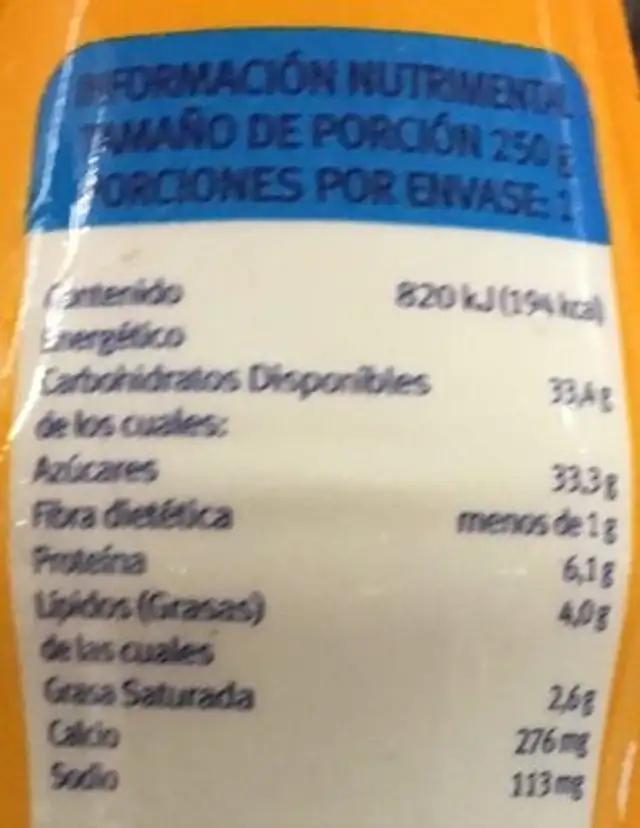 INFORMACIÓN NUTRIMENTAL
TAMAÑO DE PORCIÓN 250 g
PORCIONES POR ENVASE: 1
Contenido 820 kJ (194 kcal)
Energético
Carbohidratos Disponibles 33,4 g
de los cuales:
Azúcares 33,3 g
Fibra dietética menos de 1 g
Proteína 6,1 g
Lípidos (Grasas) 4,0 g
de las cuales
Grasa Saturada 2,6 g
Calcio 276 mg
Sodio 113 mg